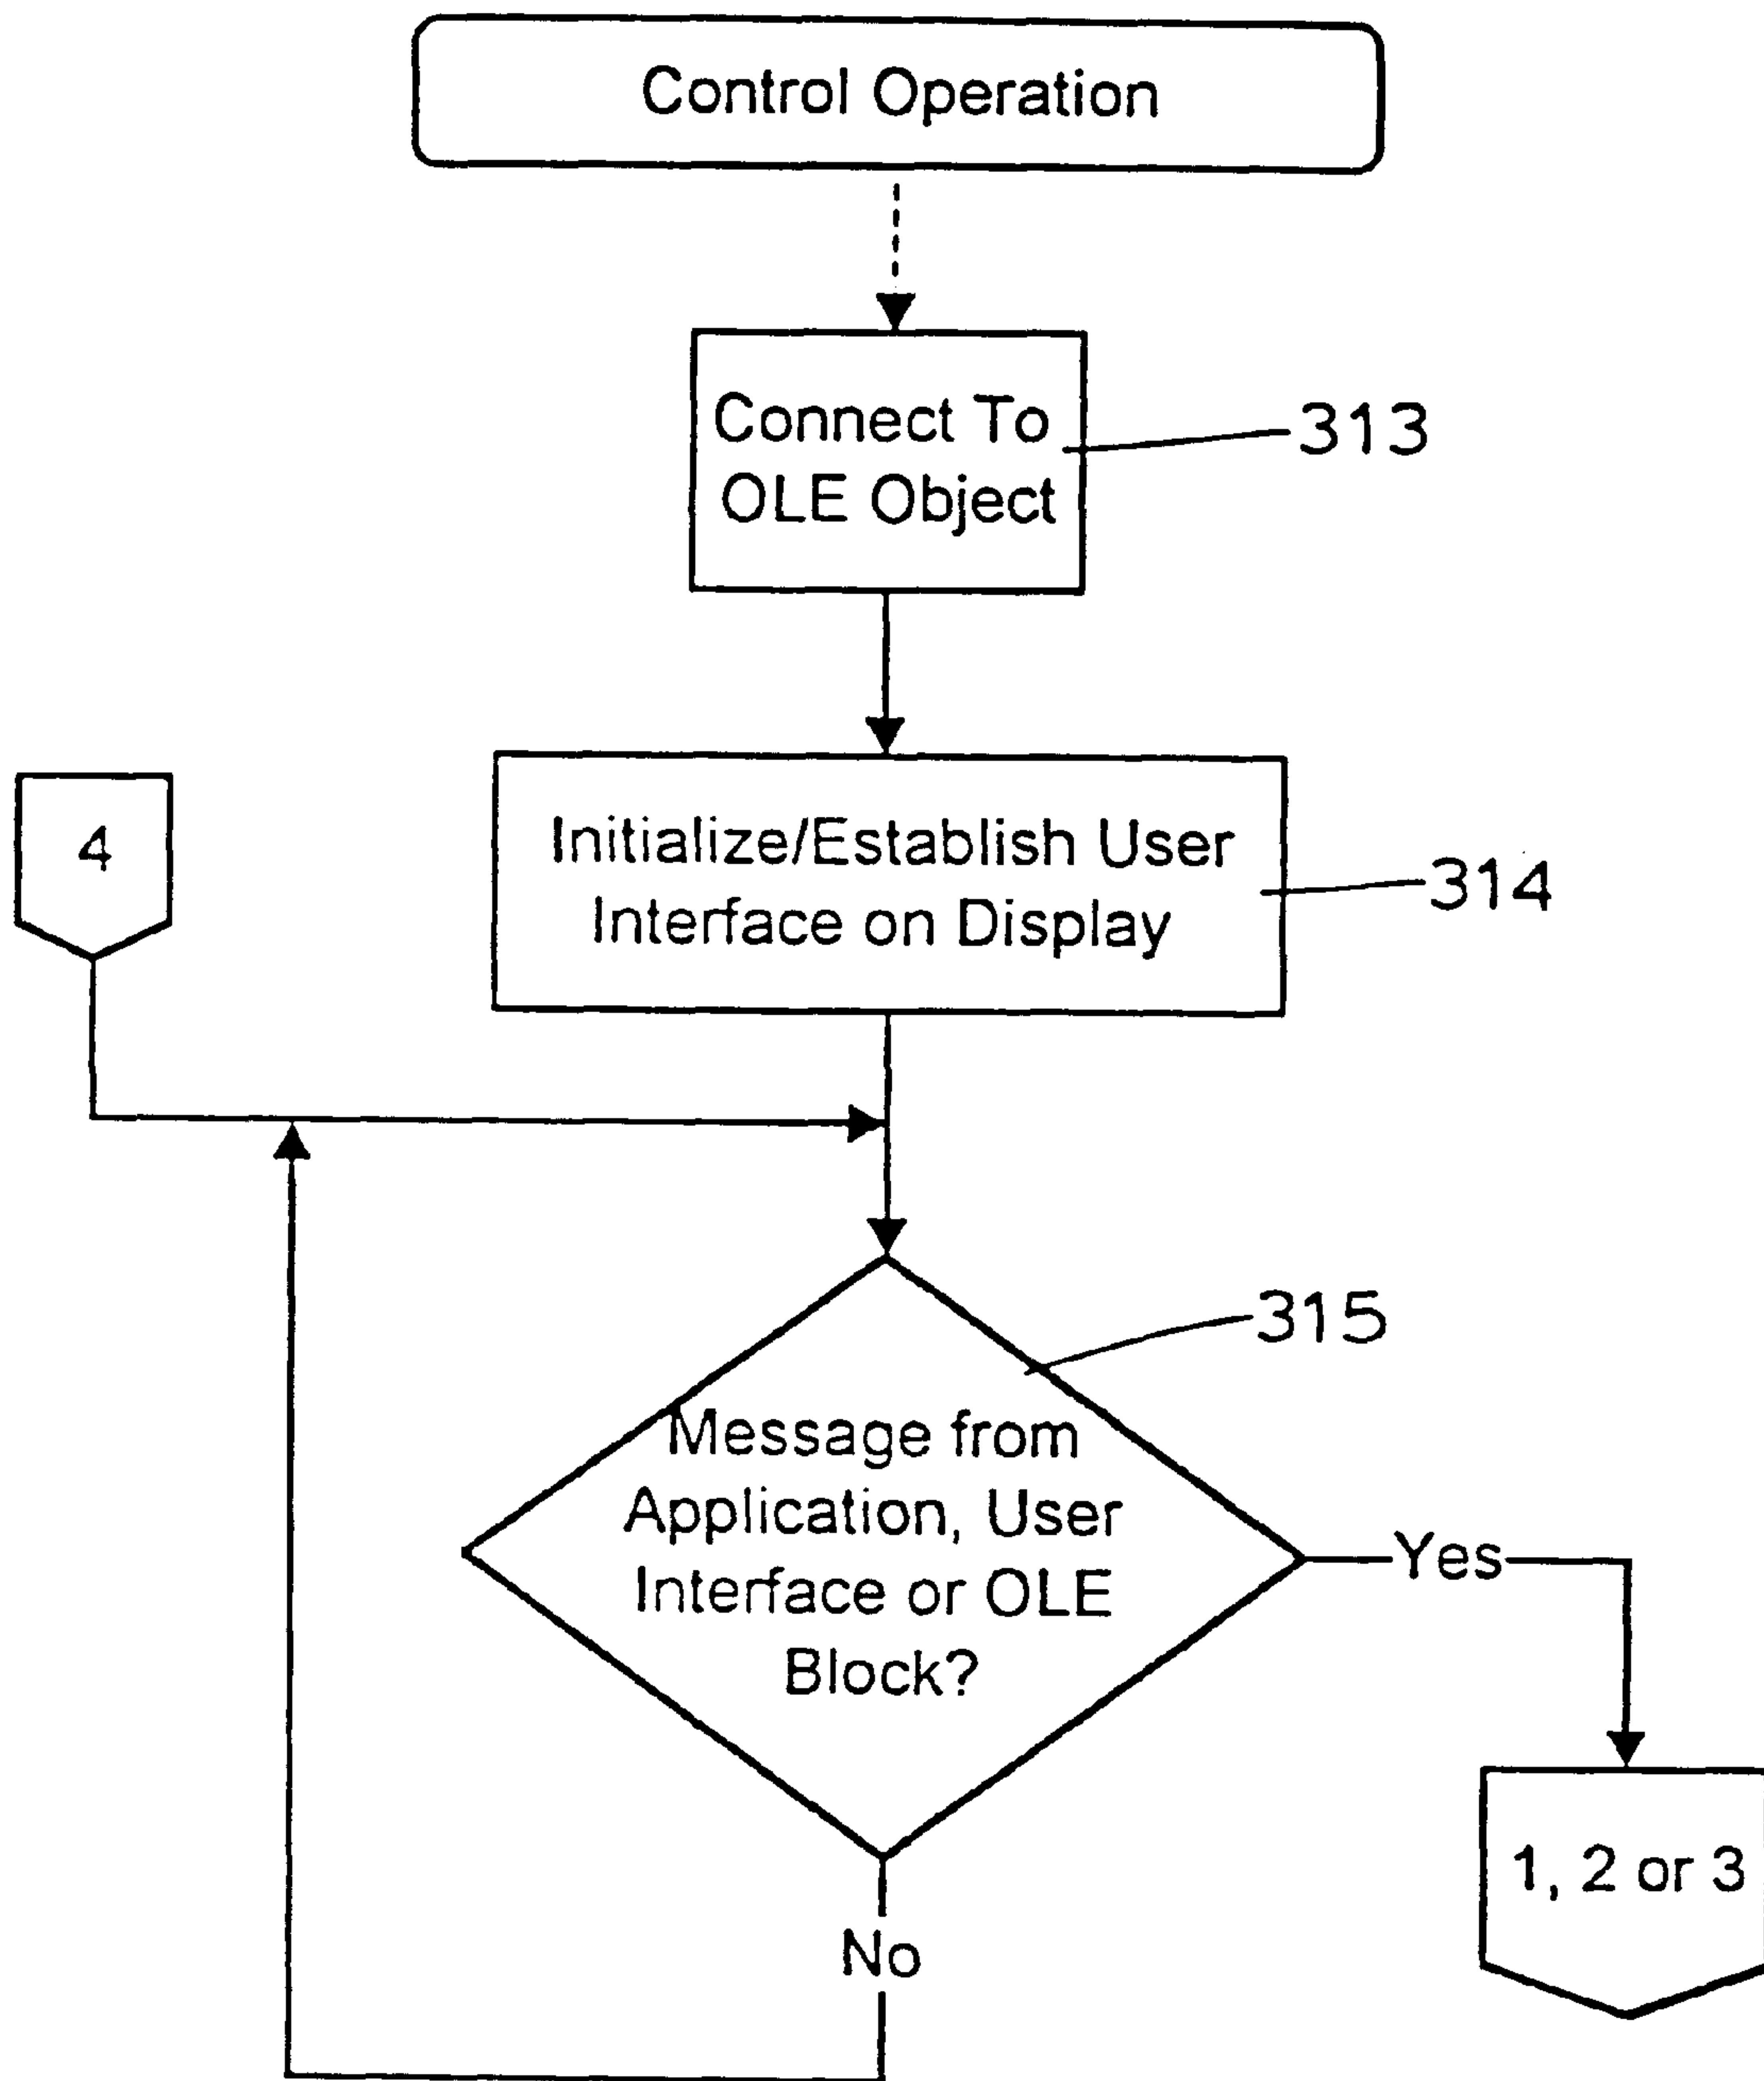 Control Operation
Connect To
OLE Object
313
4
Initialize/Establish User
Interface on Display
314
315
Message from
Application, User
Interface or OLE
Block?
Yes
1, 2 or 3
No